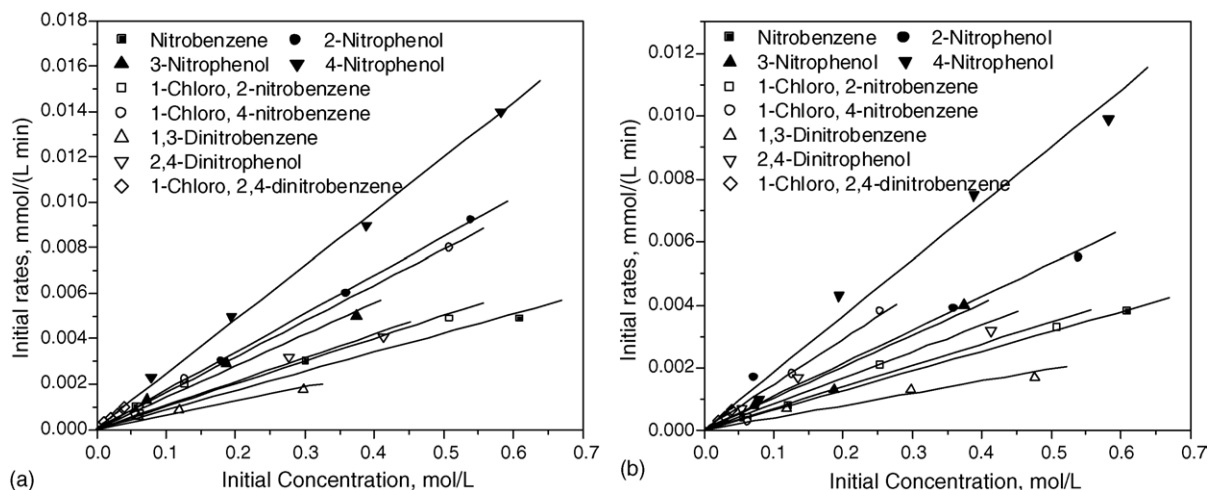 0.018
0.016
0.014
0.012
0.010
0.008
0.006
0.004
0.002
0.000
Initial rates, mmol/(L min)
Nitrobenzene 2-Nitrophenol
3-Nitrophenol 4-Nitrophenol
1-Chloro, 2-nitrobenzene
1-Chloro, 4-nitrobenzene
1,3-Dinitrobenzene
2,4-Dinitrophenol
1-Chloro, 2,4-dinitrobenzene
0.0 0.1 0.2 0.3 0.4 0.5 0.6 0.7
Initial Concentration, mol/L
(a)
0.012
0.010
0.008
0.006
0.004
0.002
0.000
Initial rates, mmol/(L min)
Nitrobenzene 2-Nitrophenol
3-Nitrophenol 4-Nitrophenol
1-Chloro, 2-nitrobenzene
1-Chloro, 4-nitrobenzene
1,3-Dinitrobenzene
2,4-Dinitrophenol
1-Chloro, 2,4-dinitrobenzene
0.0 0.1 0.2 0.3 0.4 0.5 0.6 0.7
Initial Concentration, mol/L
(b)